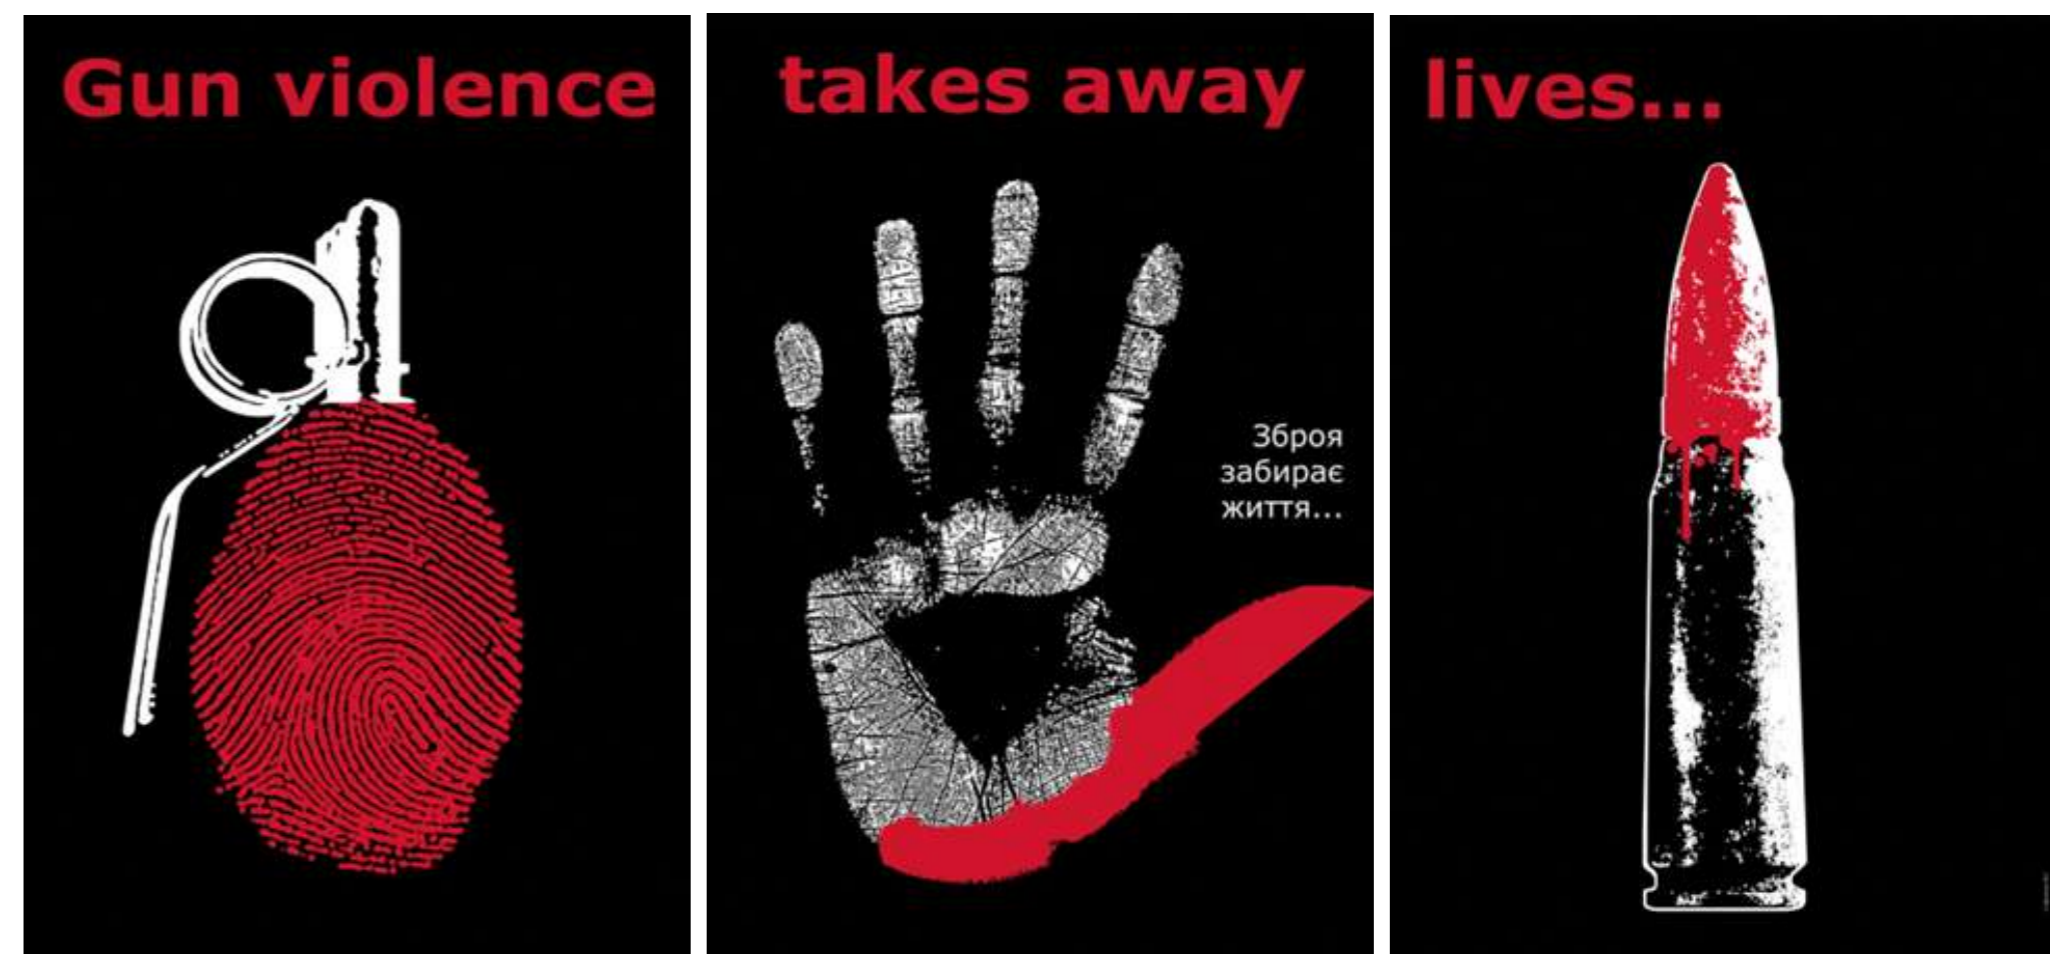 Gun violence
takes away
lives...
Зброя
забирає
життя...